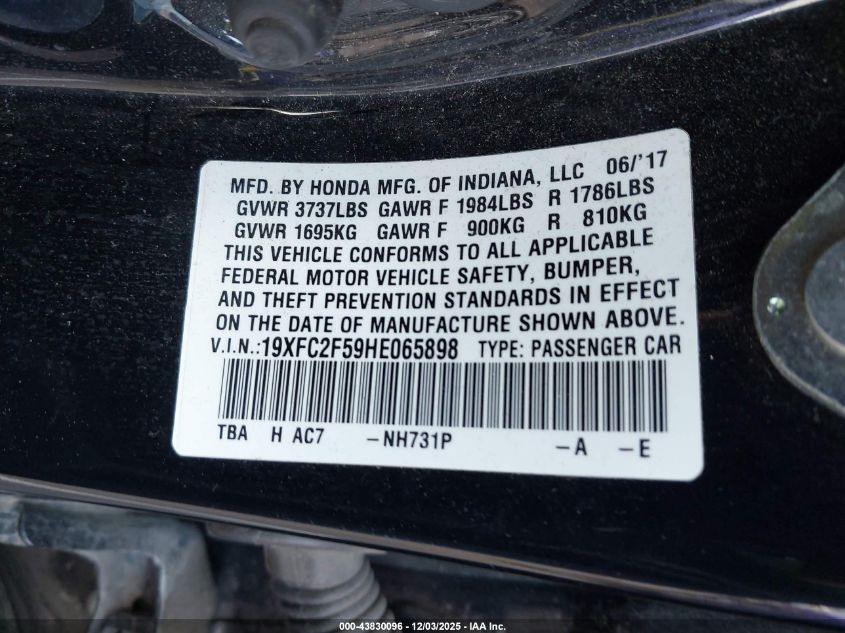 MFD. BY HONDA MFG. OF INDIANA, LLC 06/'17
GVWR 3737LBS GAWR F 1984LBS R 1786LBS
GVWR 1695KG GAWR F 900KG R 810KG
THIS VEHICLE CONFORMS TO ALL APPLICABLE
FEDERAL MOTOR VEHICLE SAFETY, BUMPER,
AND THEFT PREVENTION STANDARDS IN EFFECT
ON THE DATE OF MANUFACTURE SHOWN ABOVE.
V.I.N.:19XFC2F59HE065898 TYPE: PASSENGER CAR
TBA H AC7 -NH731P -A -E
000-43830096 - 12/03/2025 - IAA Inc.